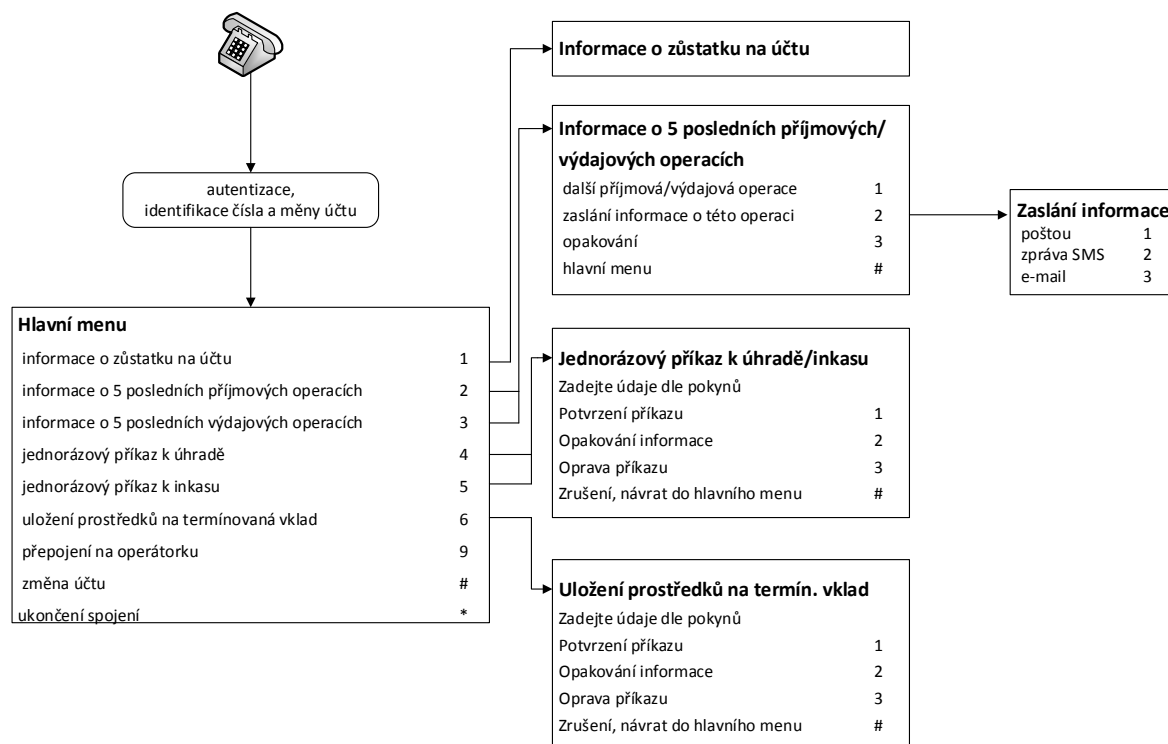 Informace o zůstatku na účtu
Informace o 5 posledních příjmových/
výdajových operacích
další příjmová/výdajová operace 1
zaslání informace o této operaci 2
opakování 3
hlavní menu #
Zaslání informace
poštou 1
zpráva SMS 2
e-mail 3
autentizace,
identifikace čísla a měny účtu
Hlavní menu
informace o zůstatku na účtu 1
informace o 5 posledních příjmových operacích 2
informace o 5 posledních výdajových operacích 3
jednorázový příkaz k úhradě 4
jednorázový příkaz k inkasu 5
uložení prostředků na termínovaná vklad 6
přepojení na operátorku 9
změna účtu #
ukončení spojení *
Jednorázový příkaz k úhradě/inkasu
Zadejte údaje dle pokynů
Potvrzení příkazu 1
Opakování informace 2
Oprava příkazu 3
Zrušení, návrat do hlavního menu #
Uložení prostředků na termín. vklad
Zadejte údaje dle pokynů
Potvrzení příkazu 1
Opakování informace 2
Oprava příkazu 3
Zrušení, návrat do hlavního menu #